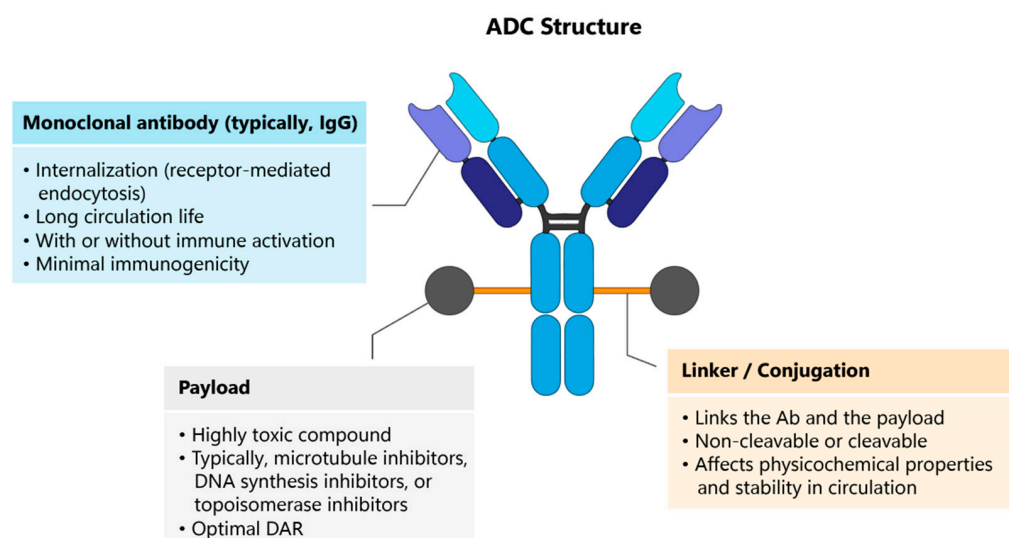 ADC Structure
Monoclonal antibody (typically, IgG)
• Internalization (receptor-mediated
endocytosis)
• Long circulation life
• With or without immune activation
• Minimal immunogenicity
Payload
• Highly toxic compound
• Typically, microtubule inhibitors,
DNA synthesis inhibitors, or
topoisomerase inhibitors
• Optimal DAR
Linker / Conjugation
• Links the Ab and the payload
• Non-cleavable or cleavable
• Affects physicochemical properties
and stability in circulation